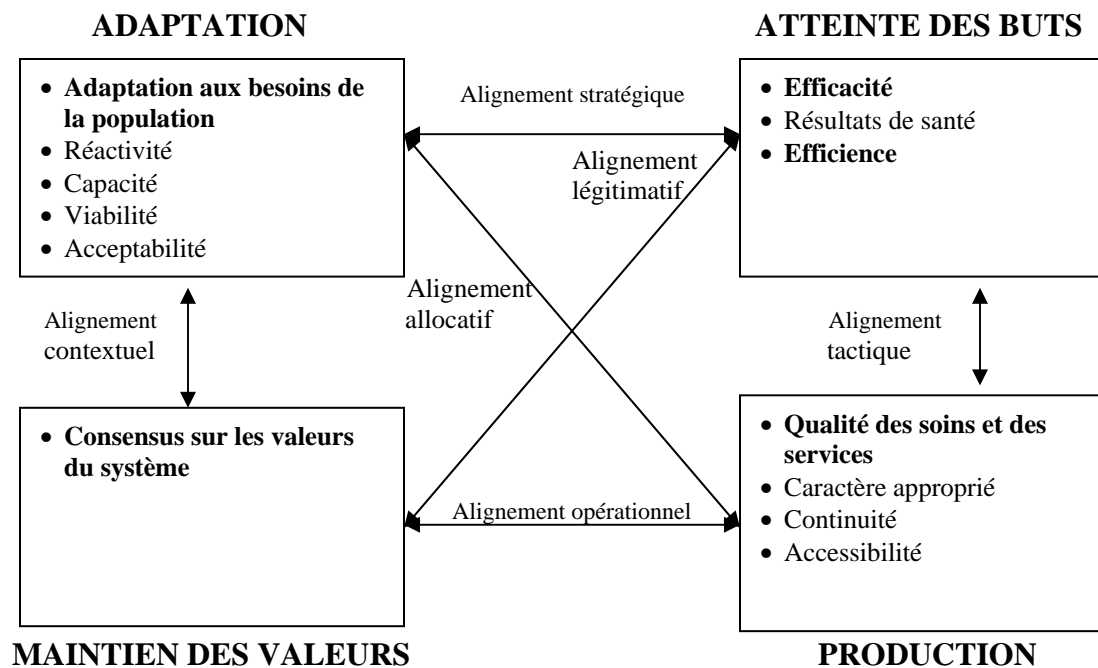 ADAPTATION
ATTEINTE DES BUTS
• Adaptation aux besoins de
la population
• Réactivité
• Capacité
• Viabilité
• Acceptabilité
Alignement stratégique
• Efficacité
• Résultats de santé
• Efficience
Alignement
légitimatif
Alignement
allocatif
Alignement
contextuel
Alignement
tactique
• Consensus sur les valeurs
du système
Alignement opérationnel
• Qualité des soins et des
services
• Caractère approprié
• Continuité
• Accessibilité
MAINTIEN DES VALEURS
PRODUCTION